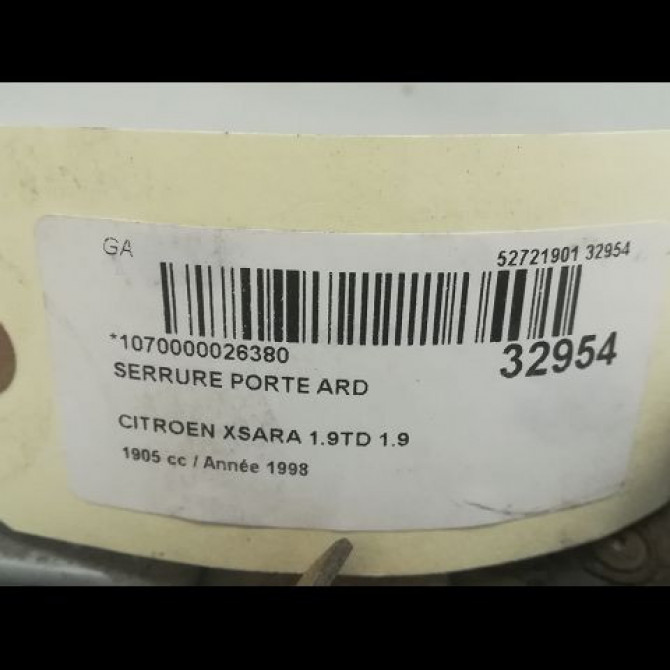 GA
52721901 32954
*1070000026380
32954
SERRURE PORTE ARD
CITROEN XSARA 1.9TD 1.9
1905 cc / Année 1998